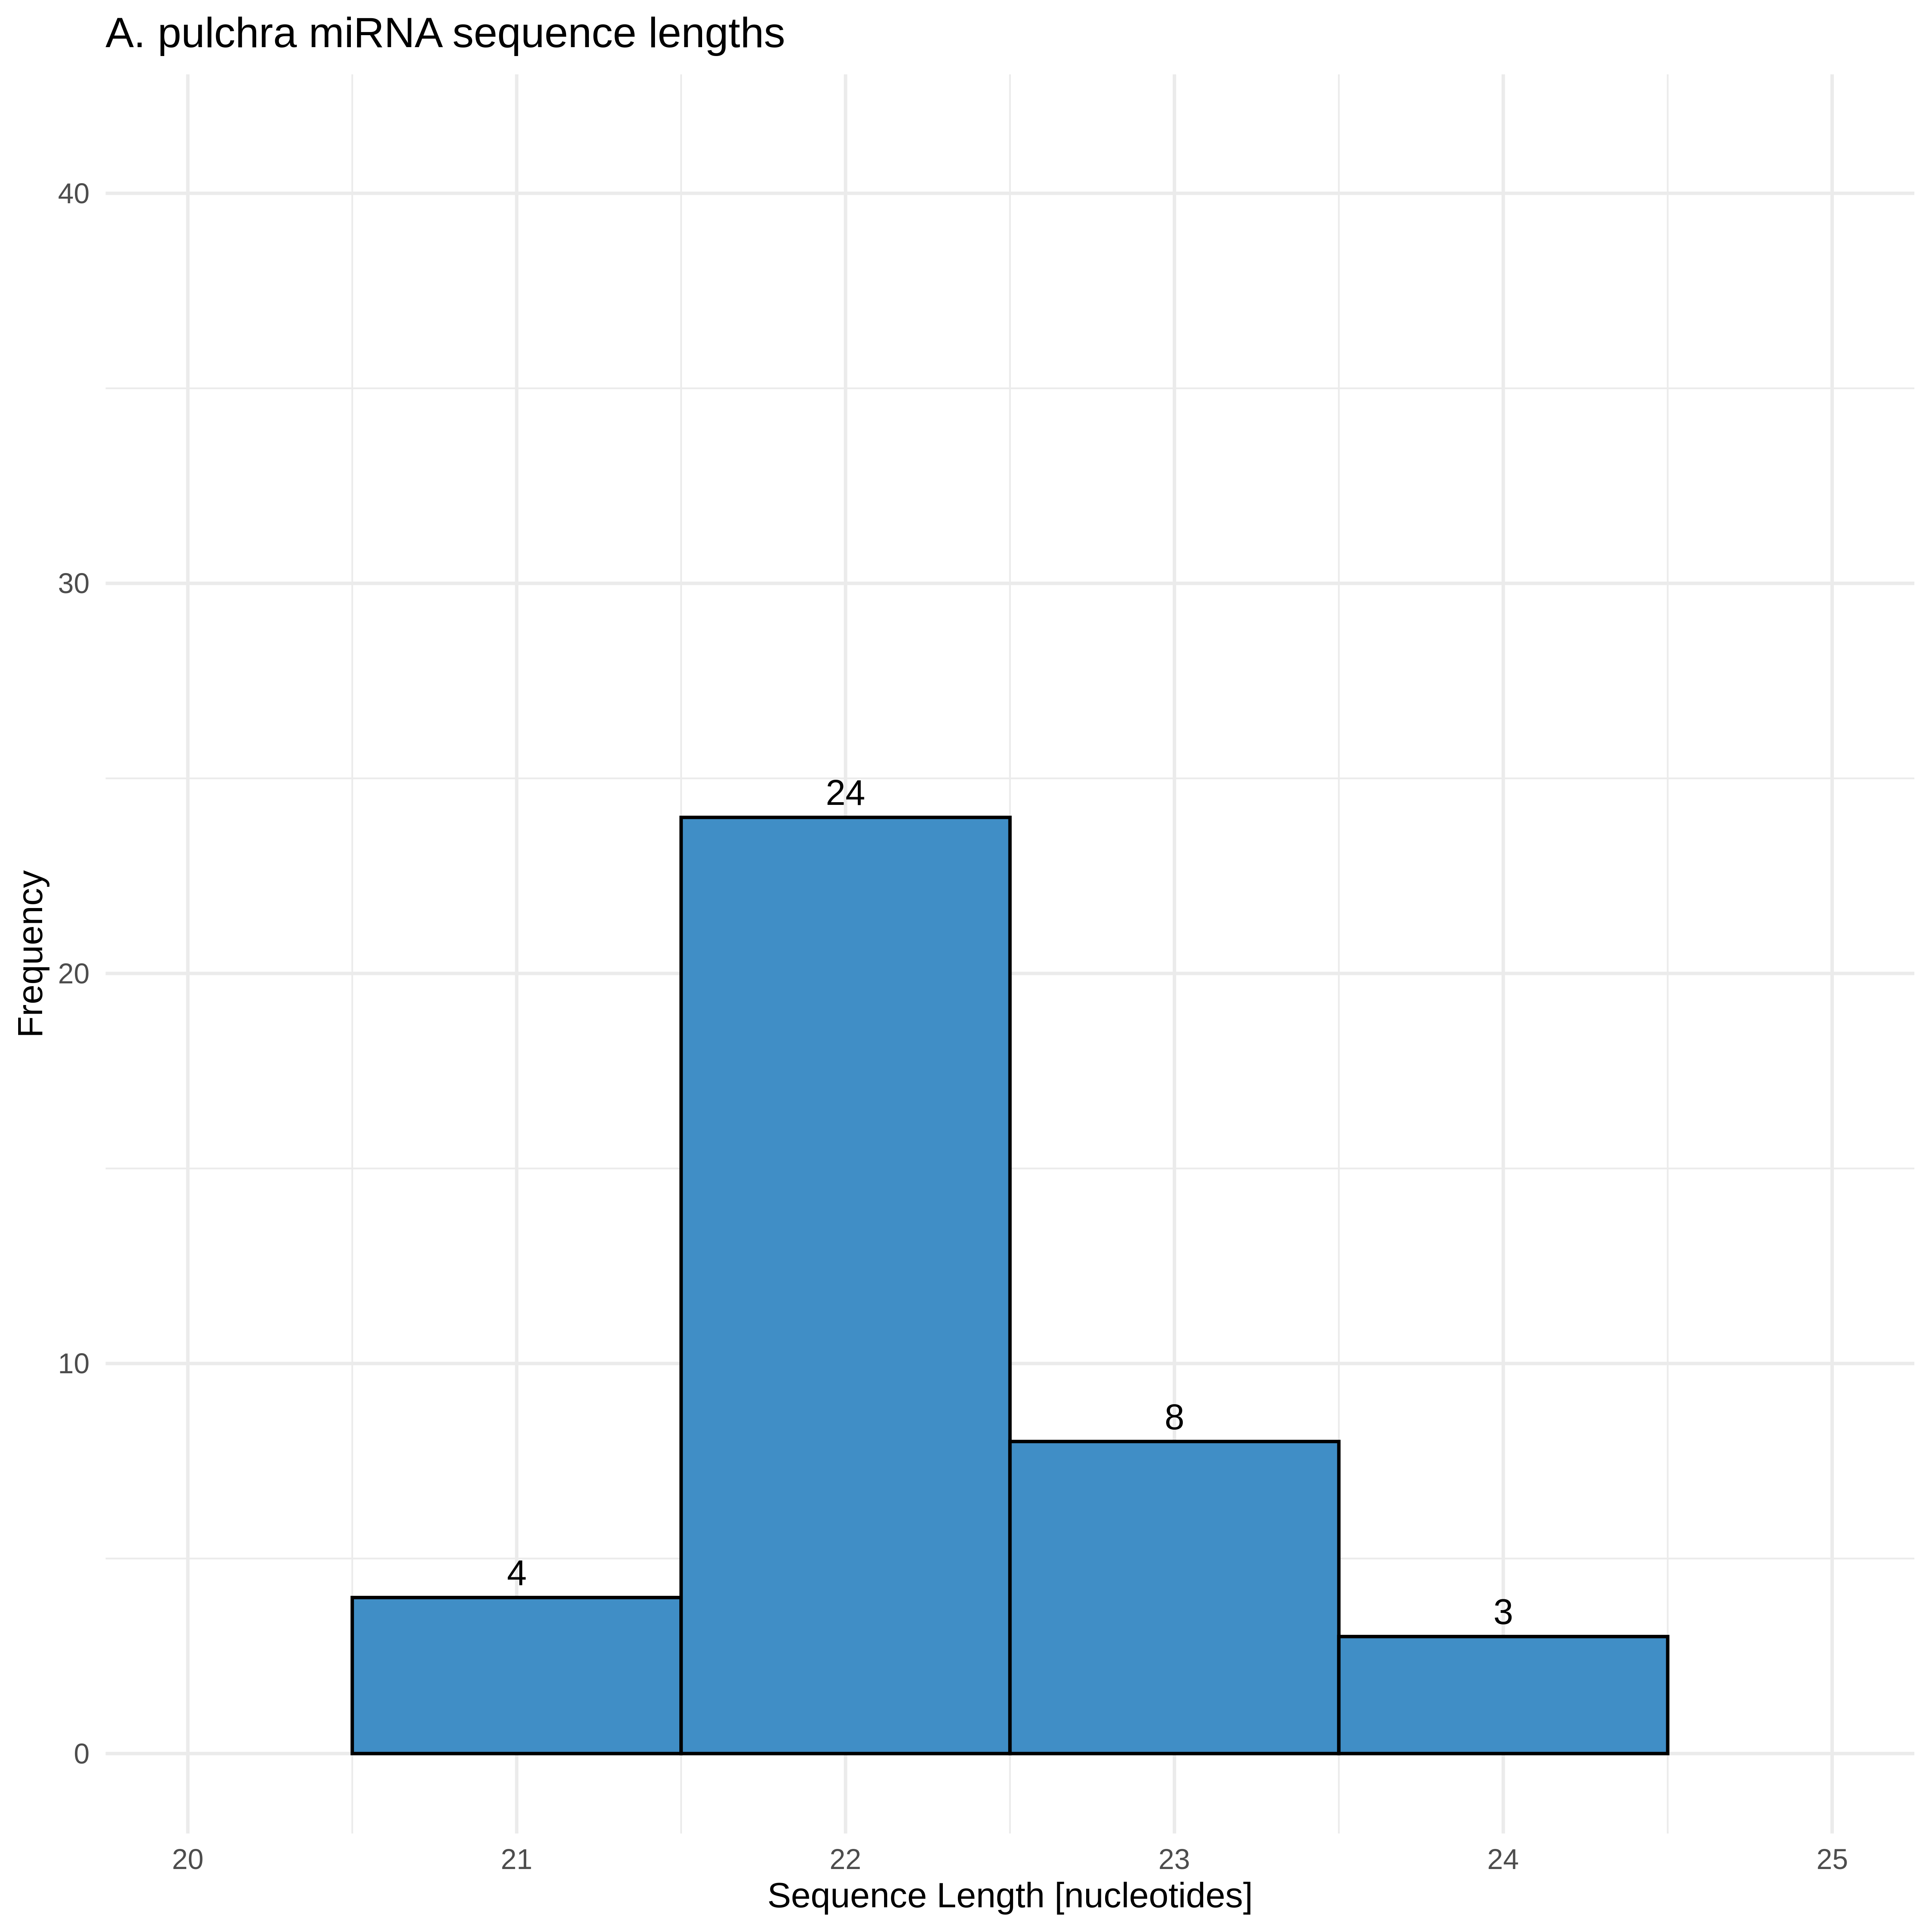 A. pulchra miRNA sequence lengths
40
30
20
10
0
Frequency
4
24
8
3
20 21 22 23 24 25
Sequence Length [nucleotides]